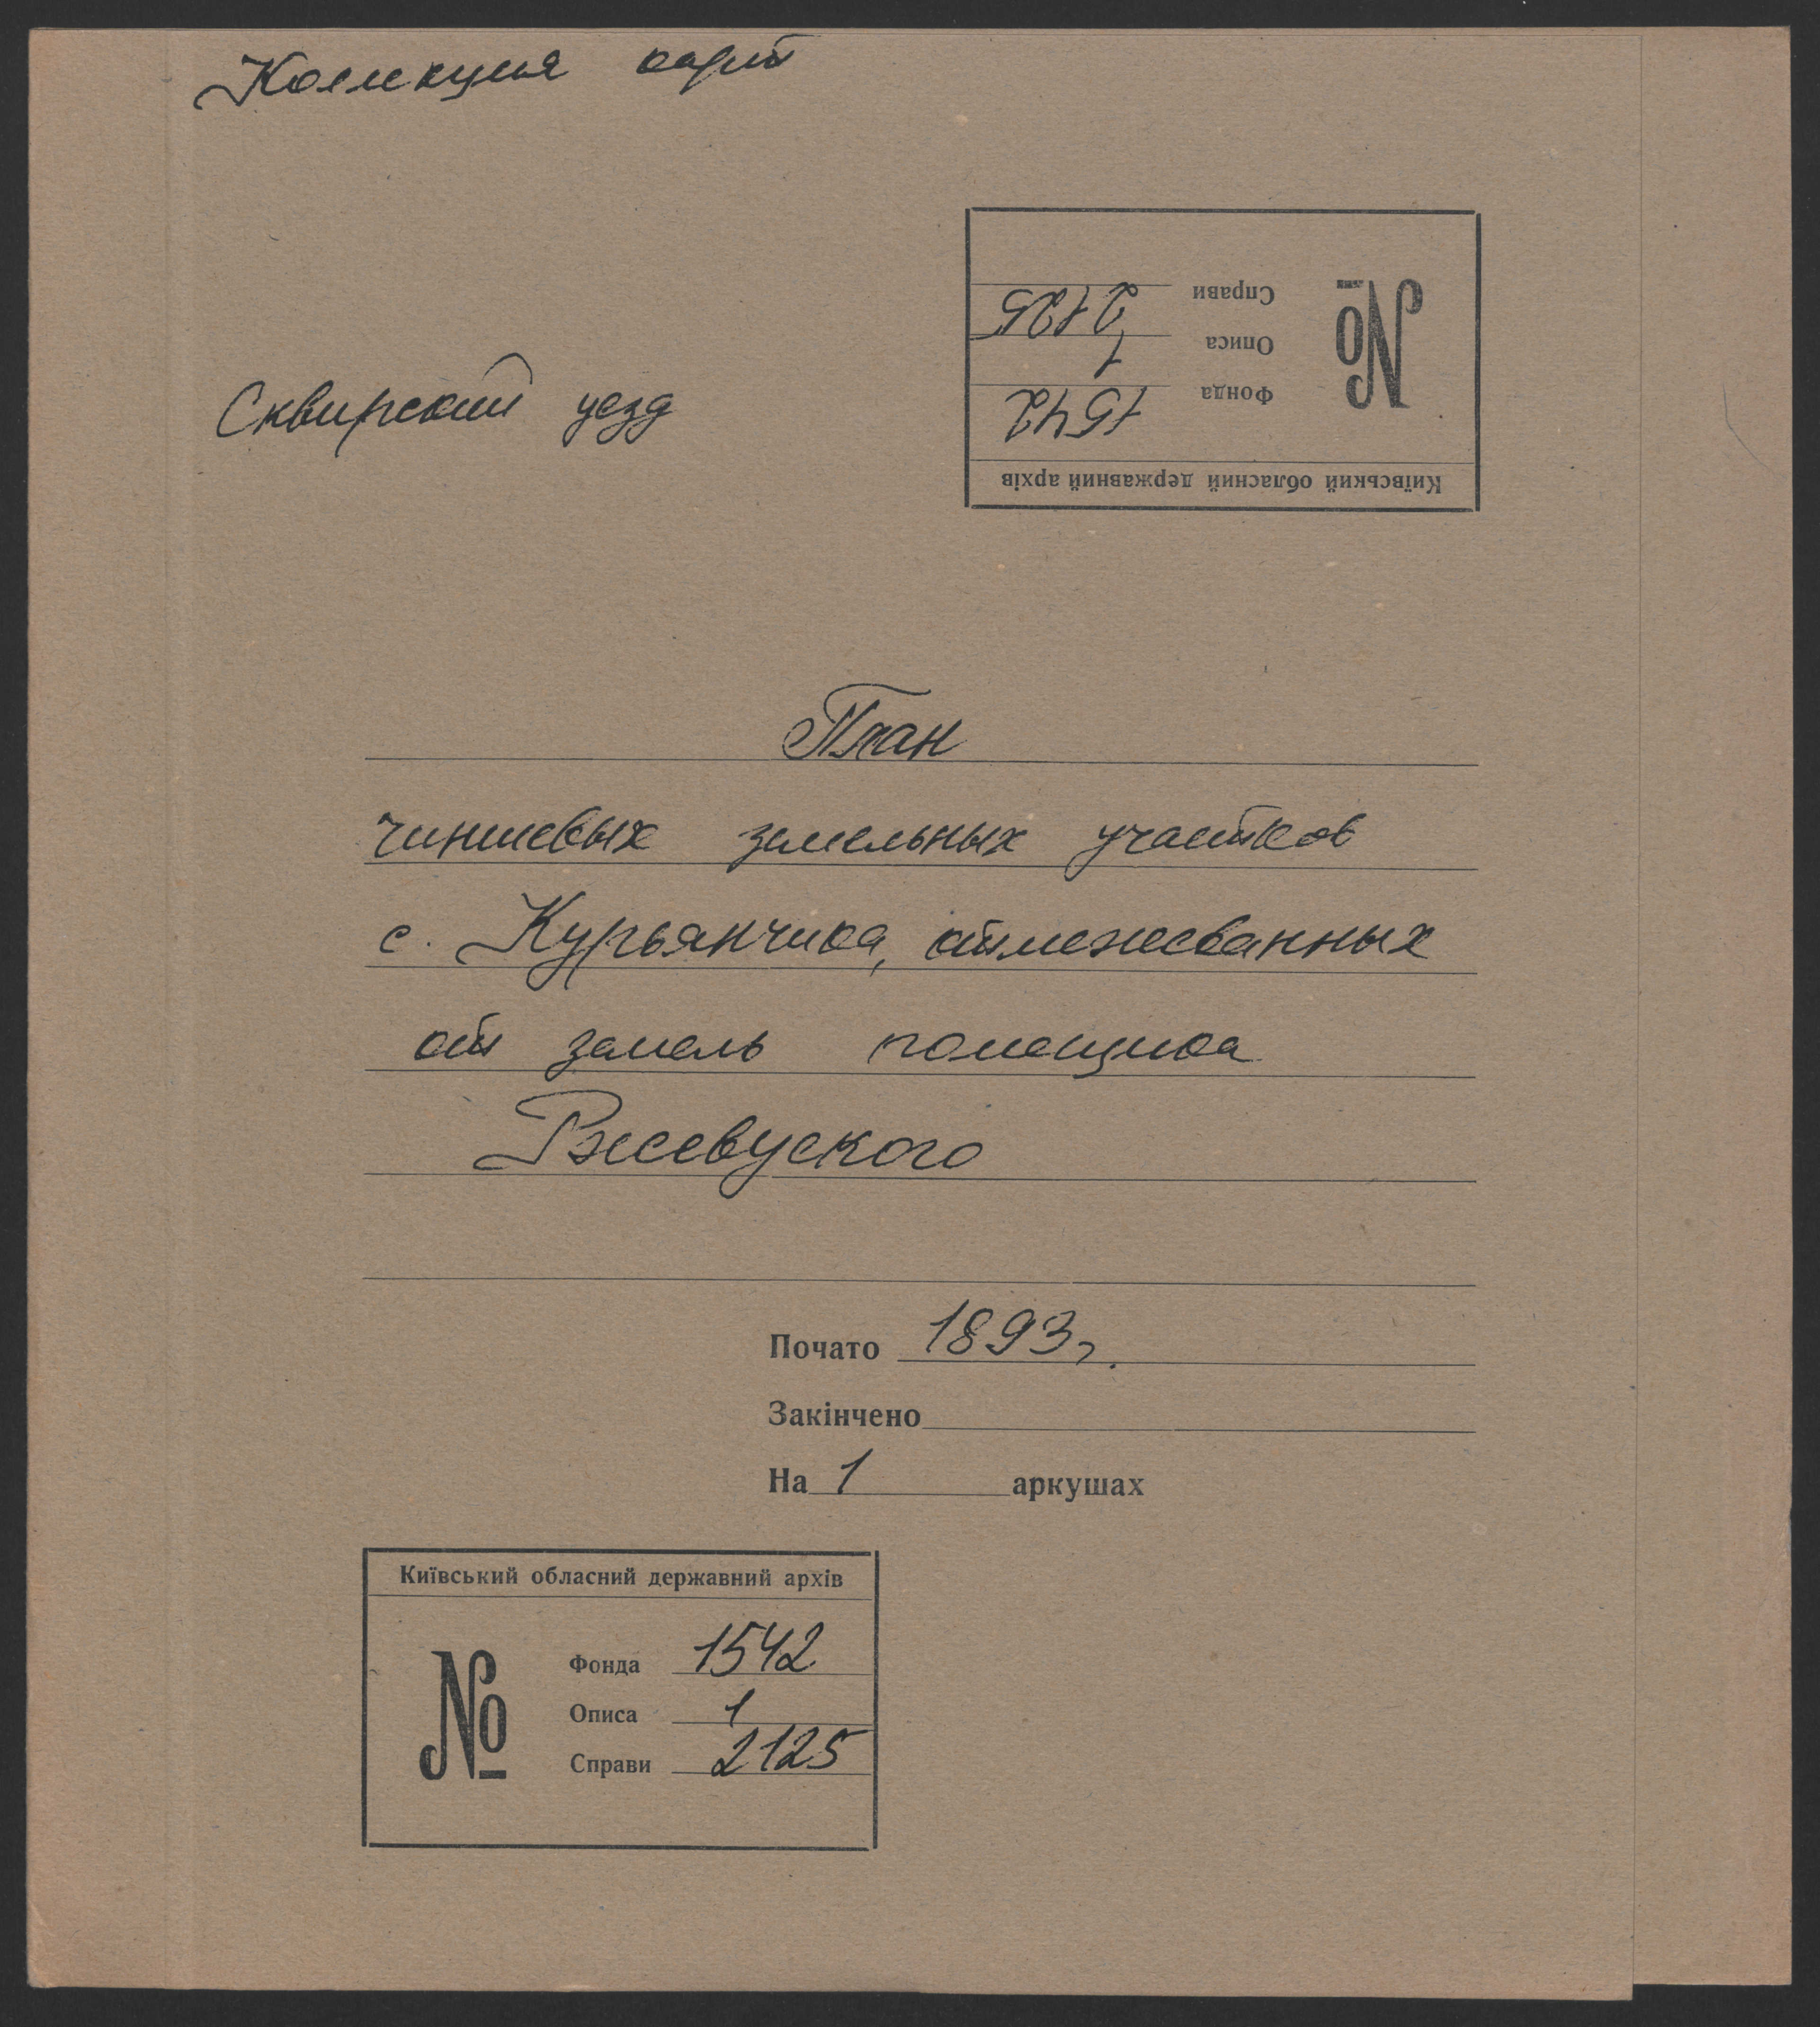 Коллекция карт
Справи 2125
Описа 1
Фонда 1542
№
Київський обласний державний архів
Сквирский уезд
План
чиншевых земельных участков
с. Курьянчика, отмежеванных
от земель помещика
Ржевуского
Почато 1893 г.
Закінчено
На 1 аркушах
Київський обласний державний архів
№
Фонда 1542
Описа 1
Справи 2125